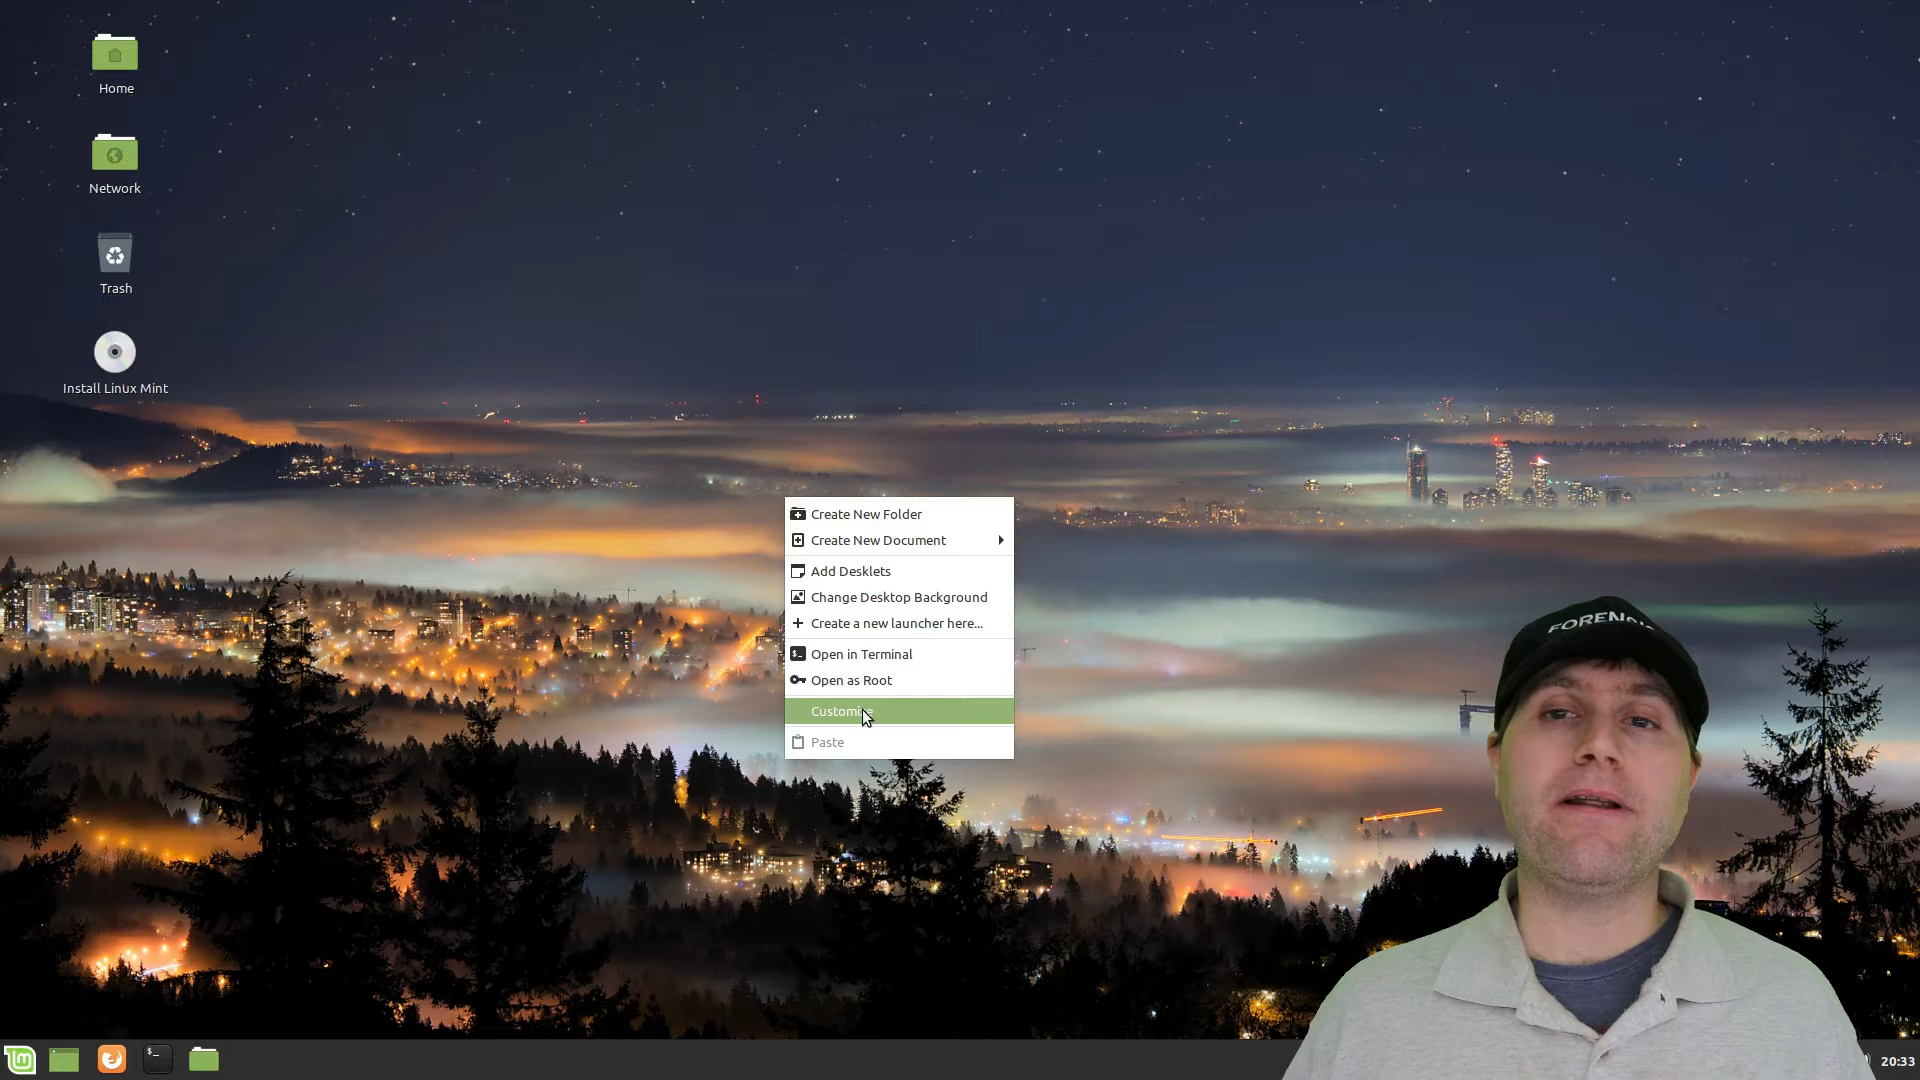 Home
Network
Trash
Install Linux Mint
Create New Folder
Create New Document
Add Desklets
Change Desktop Background
Create a new launcher here...
Open in Terminal
Open as Root
Customize
Paste
$_
20:33